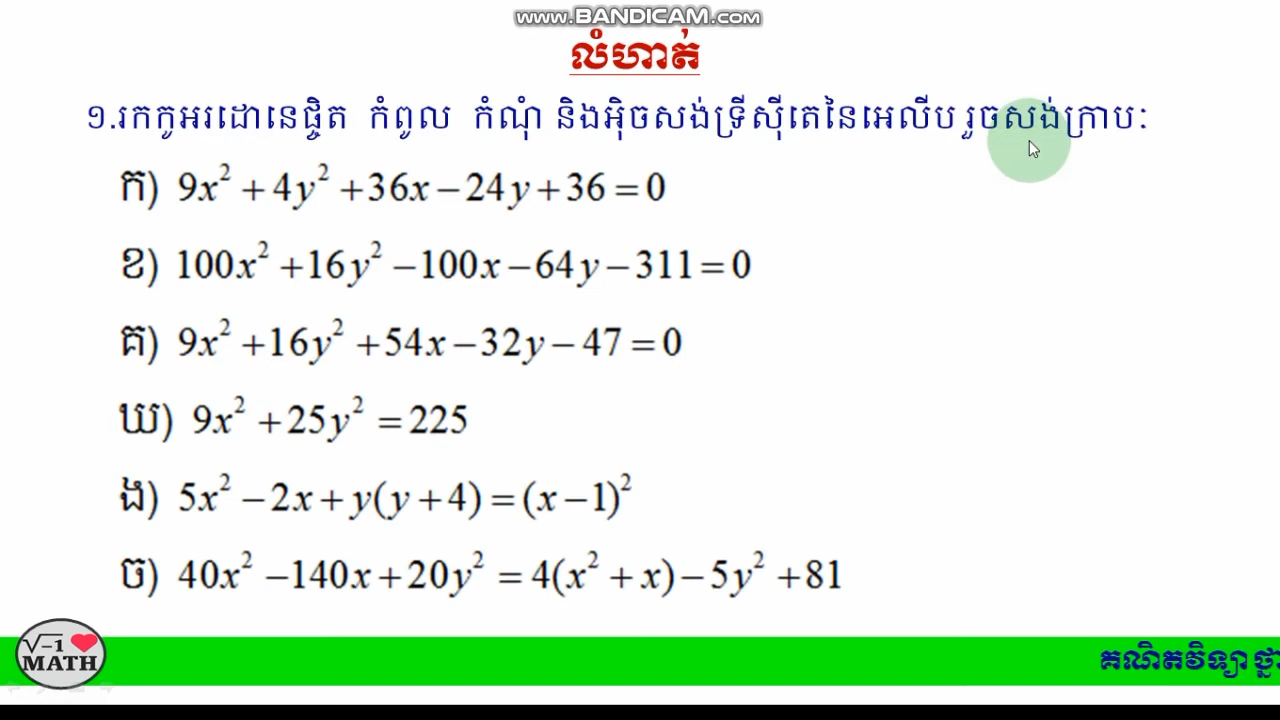 www.BANDICAM.com
លំហាត់
១.រកកូអរដោនេផ្ចិត កំពូល កំណុំ និងអ៊ិចសង់ទ្រីស៊ីតេនៃអេលីប រួចសង់ក្រាប:
ក) 9x² + 4y² + 36x − 24y + 36 = 0
ខ) 100x² + 16y² − 100x − 64y − 311 = 0
គ) 9x² + 16y² + 54x − 32y − 47 = 0
ឃ) 9x² + 25y² = 225
ង) 5x² − 2x + y(y + 4) = (x − 1)²
ច) 40x² − 140x + 20y² = 4(x² + x) − 5y² + 81
√−1
MATH
គណិតវិទ្យា